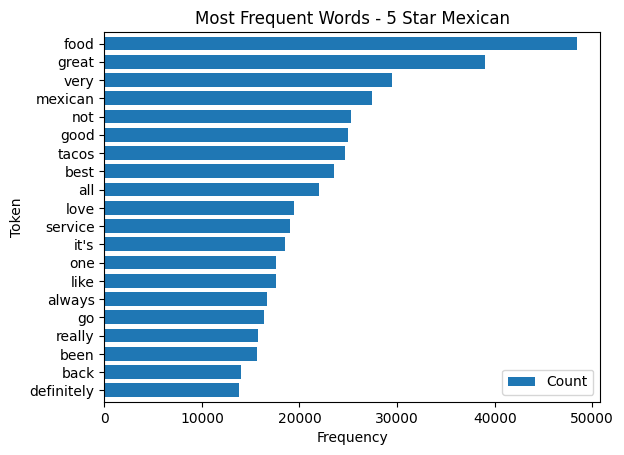 Most Frequent Words - 5 Star Mexican
food
great
very
mexican
not
good
tacos
best
all
love
service
it's
one
like
always
go
really
been
back
definitely
Token
Count
0 10000 20000 30000 40000 50000
Frequency